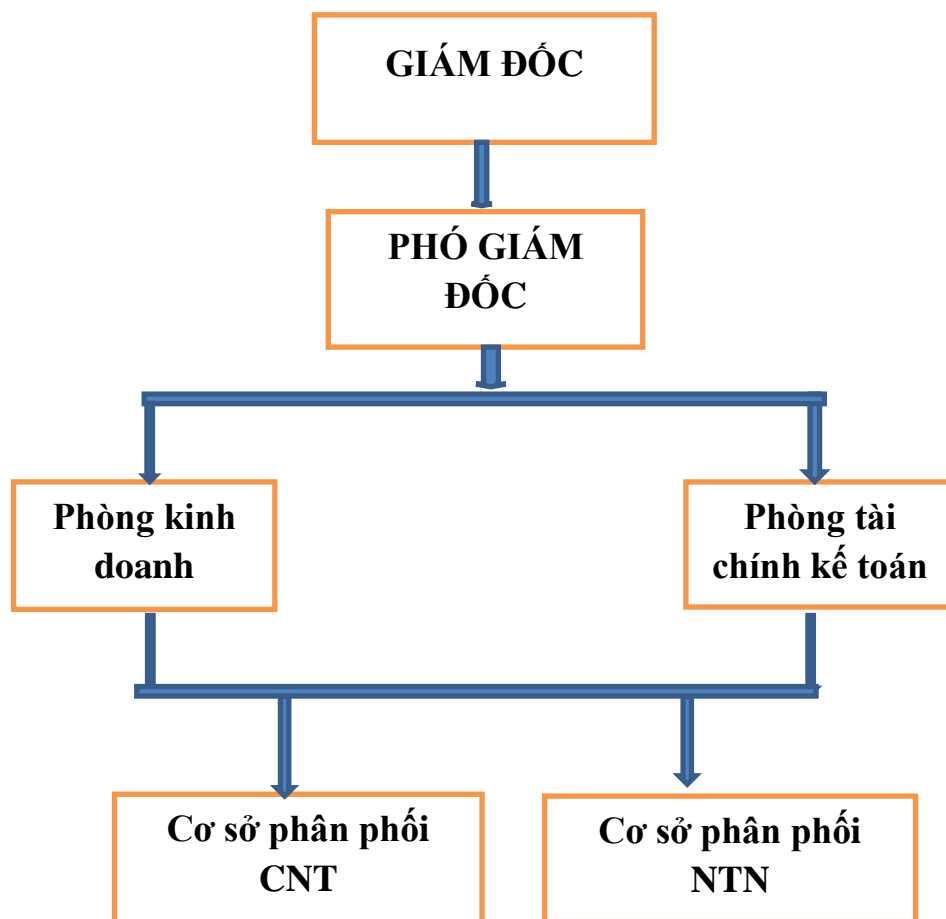 GIÁM ĐỐC
PHÓ GIÁM
ĐỐC
Phòng kinh
doanh
Phòng tài
chính kế toán
Cơ sở phân phối
CNT
Cơ sở phân phối
NTN